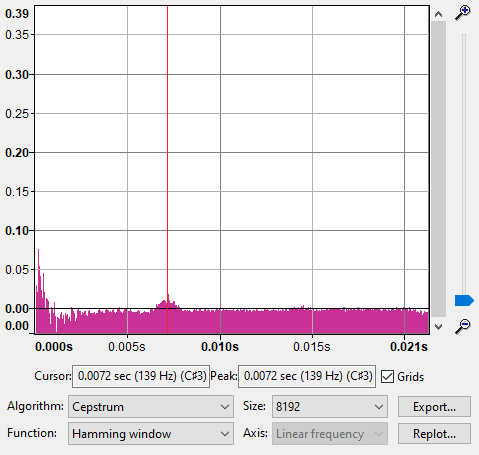 0.39
0.35
0.30
0.25
0.20
0.15
0.10
0.05
0.00
0.00
0.000s 0.005s 0.010s 0.015s 0.021s
Cursor: 0.0072 sec (139 Hz) (C♯3) Peak: 0.0072 sec (139 Hz) (C♯3) Grids
Algorithm: Cepstrum Size: 8192 Export...
Function: Hamming window Axis: Linear frequency Replot...